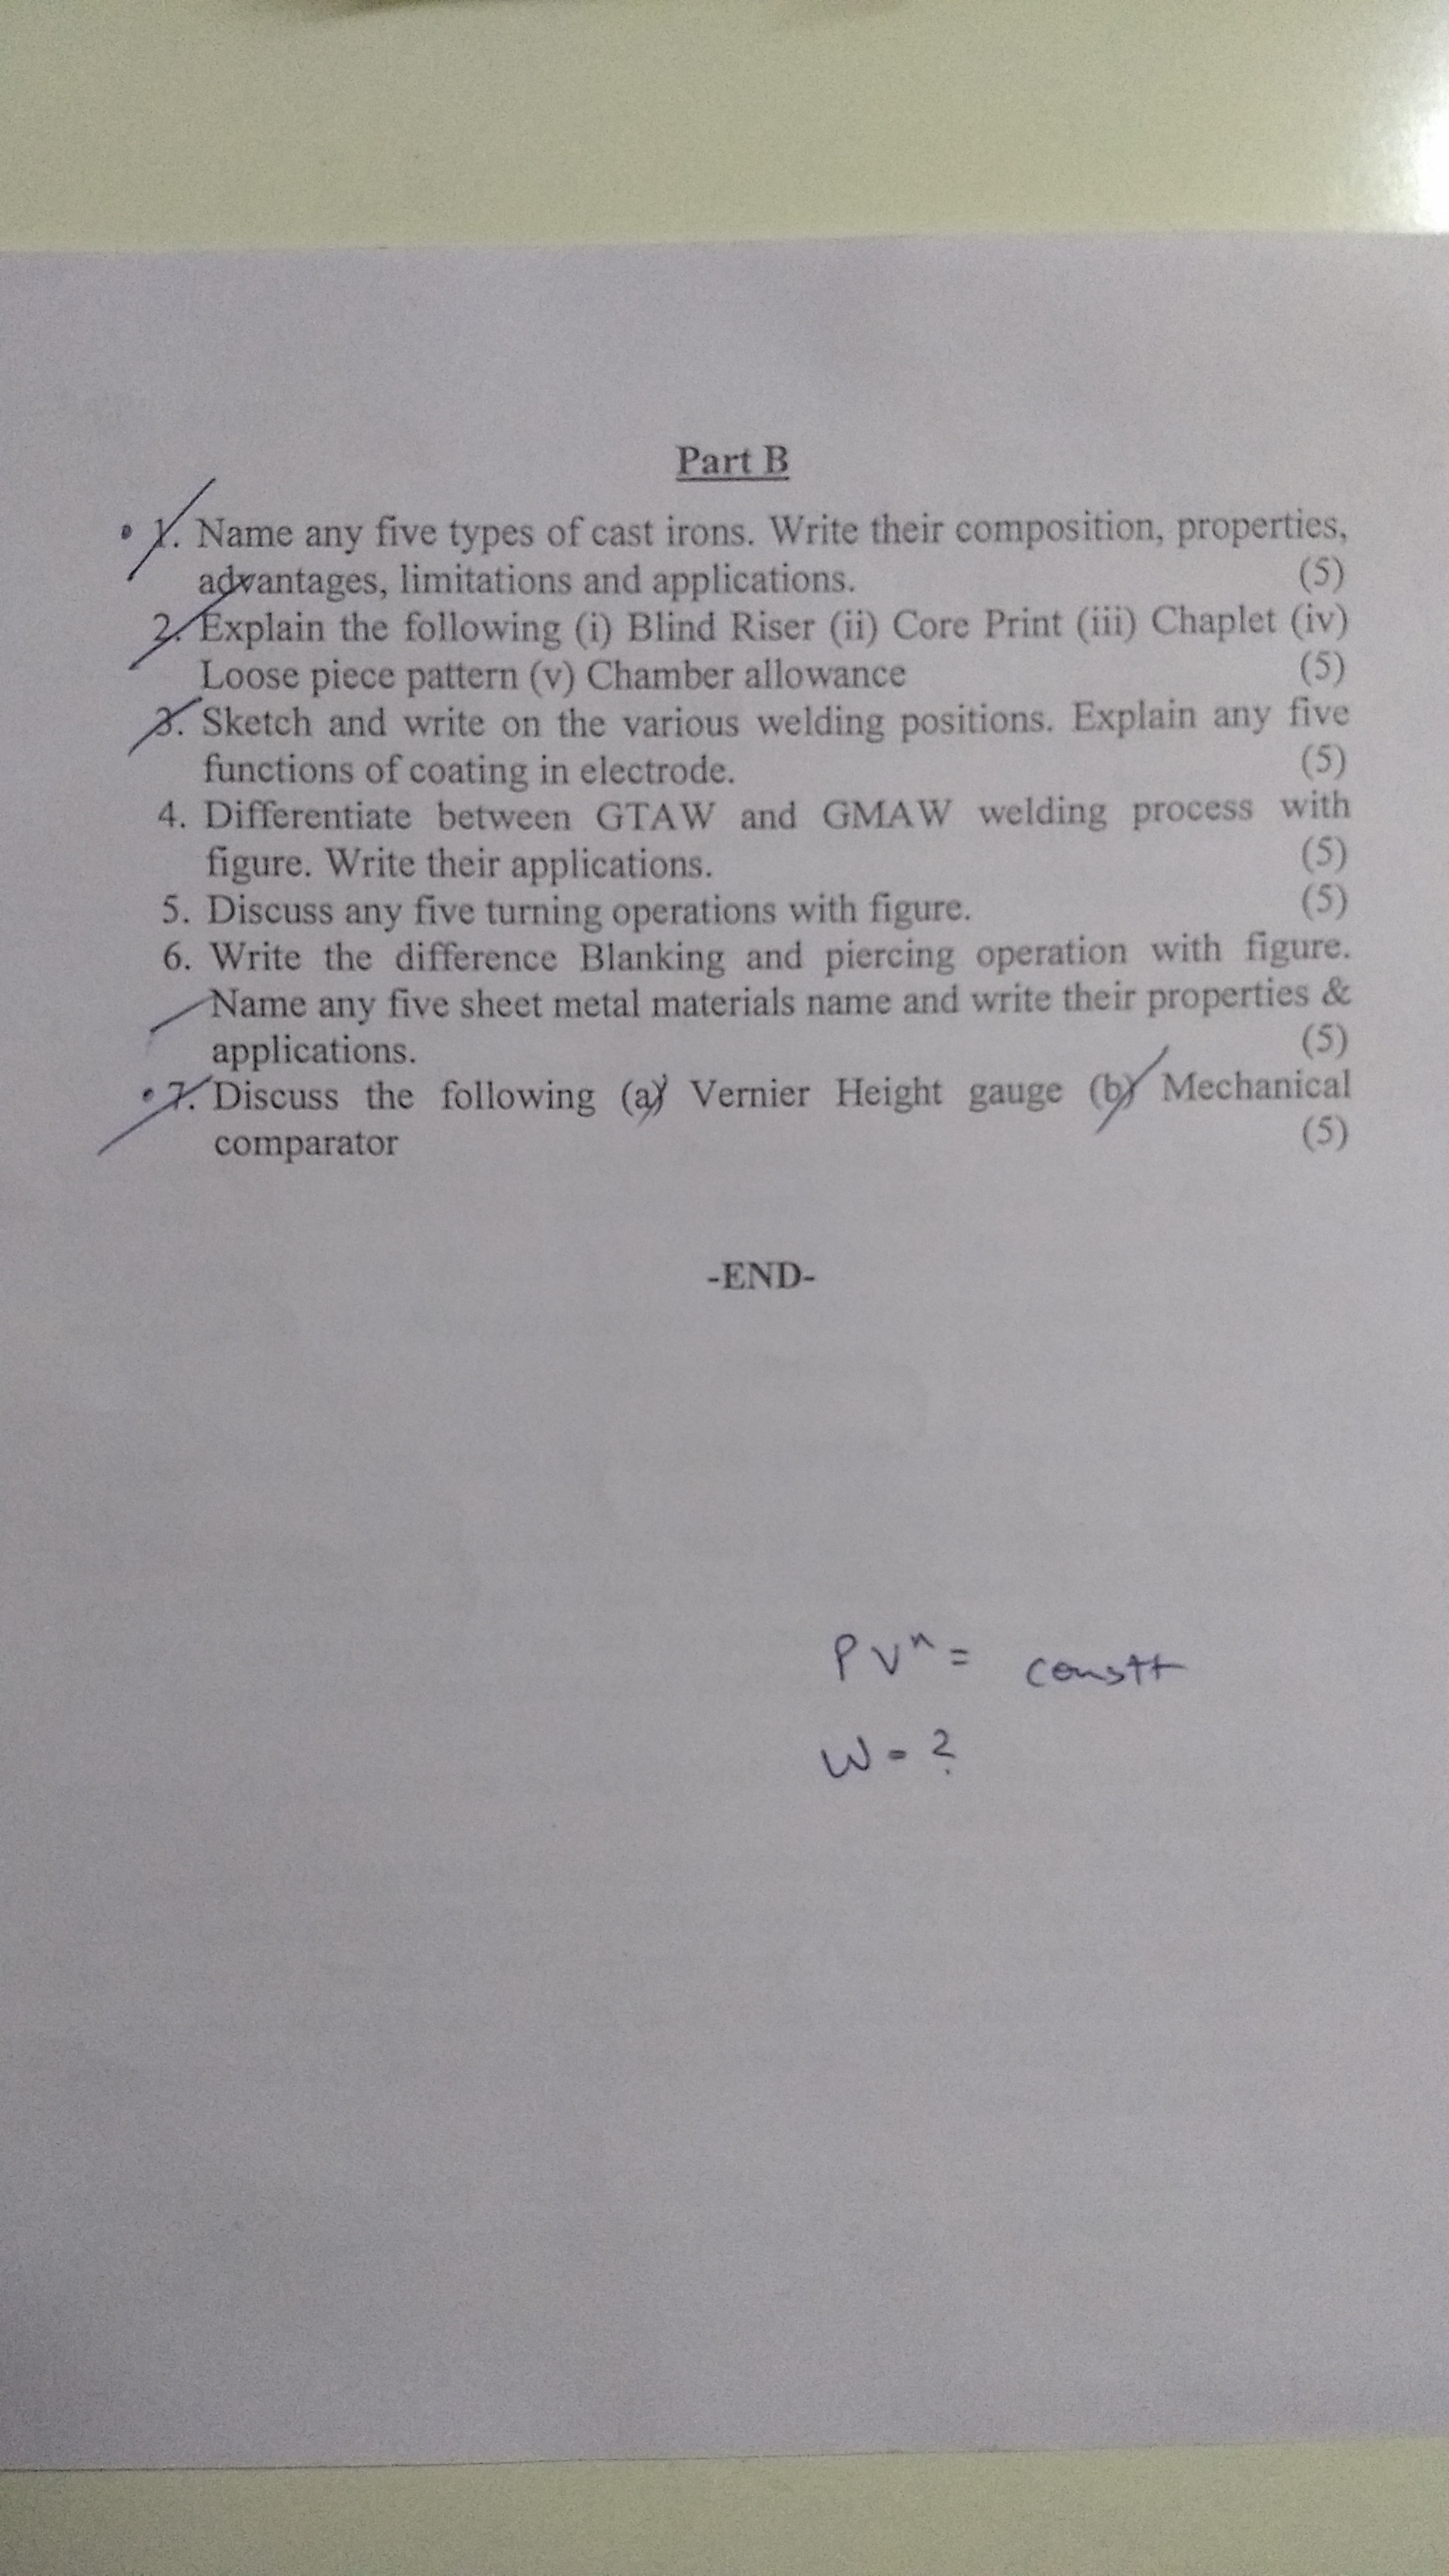 Part B
1. Name any five types of cast irons. Write their composition, properties,
advantages, limitations and applications. (5)
2. Explain the following (i) Blind Riser (ii) Core Print (iii) Chaplet (iv)
Loose piece pattern (v) Chamber allowance (5)
3. Sketch and write on the various welding positions. Explain any five
functions of coating in electrode. (5)
4. Differentiate between GTAW and GMAW welding process with
figure. Write their applications. (5)
5. Discuss any five turning operations with figure. (5)
6. Write the difference Blanking and piercing operation with figure.
Name any five sheet metal materials name and write their properties &
applications. (5)
7. Discuss the following (a) Vernier Height gauge (b) Mechanical
comparator (5)
-END-
PVⁿ = constt
W = ?